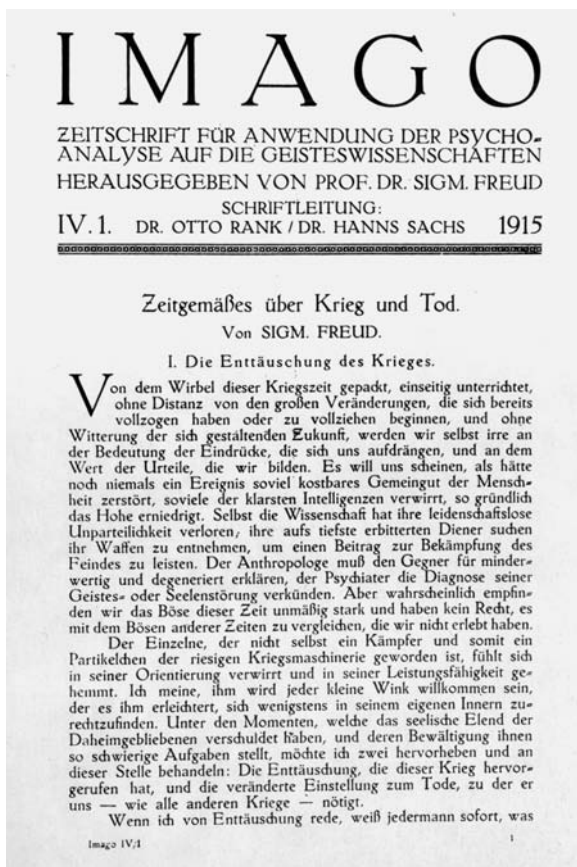 IMAGO
ZEITSCHRIFT FÜR ANWENDUNG DER PSYCHO-
ANALYSE AUF DIE GEISTESWISSENSCHAFTEN
HERAUSGEGEBEN VON PROF. DR. SIGM. FREUD
SCHRIFTLEITUNG:
IV. 1. DR. OTTO RANK / DR. HANNS SACHS 1915
Zeitgemäßes über Krieg und Tod.
Von SIGM. FREUD.
I. Die Enttäuschung des Krieges.
Von dem Wirbel dieser Kriegszeit gepackt, einseitig unterrichtet,
ohne Distanz von den großen Veränderungen, die sich bereits
vollzogen haben oder zu vollziehen beginnen, und ohne
Witterung der sich gestaltenden Zukunft, werden wir selbst irre an
der Bedeutung der Eindrücke, die sich uns aufdrängen, und an dem
Wert der Urteile, die wir bilden. Es will uns scheinen, als hätte
noch niemals ein Ereignis soviel kostbares Gemeingut der Mensch-
heit zerstört, soviele der klarsten Intelligenzen verwirrt, so gründlich
das Hohe erniedrigt. Selbst die Wissenschaft hat ihre leidenschaftslose
Unparteilichkeit verloren; ihre aufs tiefste erbitterten Diener suchen
ihr Waffen zu entnehmen, um einen Beitrag zur Bekämpfung des
Feindes zu leisten. Der Anthropologe muß den Gegner für minder-
wertig und degeneriert erklären, der Psychiater die Diagnose seiner
Geistes- oder Seelenstörung verkünden. Aber wahrscheinlich empfin-
den wir das Böse dieser Zeit unmäßig stark und haben kein Recht, es
mit dem Bösen anderer Zeiten zu vergleichen, die wir nicht erlebt haben.
Der Einzelne, der nicht selbst ein Kämpfer und somit ein
Partikelchen der riesigen Kriegsmaschinerie geworden ist, fühlt sich
in seiner Orientierung verwirrt und in seiner Leistungsfähigkeit ge-
hemmt. Ich meine, ihm wird jeder kleine Wink willkommen sein,
der es ihm erleichtert, sich wenigstens in seinem eigenen Innern zu-
rechtzufinden. Unter den Momenten, welche das seelische Elend der
Daheimgebliebenen verschuldet haben, und deren Bewältigung ihnen
so schwierige Aufgaben stellt, möchte ich zwei hervorheben und an
dieser Stelle behandeln: Die Enttäuschung, die dieser Krieg hervor-
gerufen hat, und die veränderte Einstellung zum Tode, zu der er
uns — wie alle anderen Kriege — nötigt.
Wenn ich von Enttäuschung rede, weiß jedermann sofort, was
Imago IV/1 1